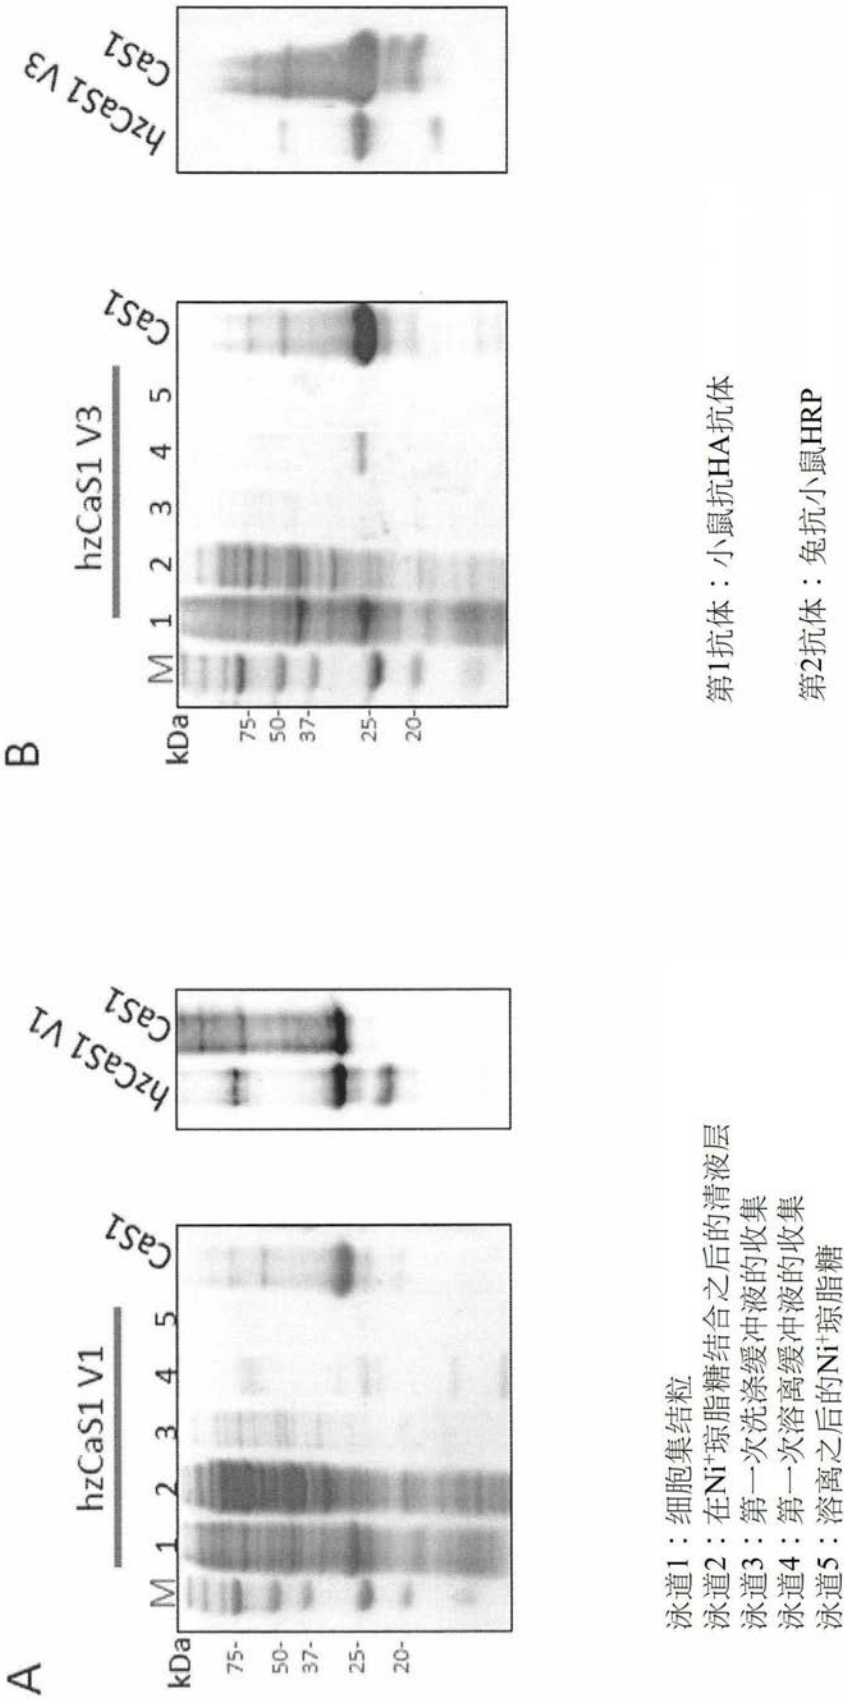 A
hzCaS1 V1
kDa M 1 2 3 4 5 CaS1
75-
50-
37-
25-
20-
hzCaS1 V1
CaS1
泳道1：细胞集结粒
泳道2：在Ni⁺琼脂糖结合之后的清液层
泳道3：第一次洗涤缓冲液的收集
泳道4：第一次溶离缓冲液的收集
泳道5：溶离之后的Ni⁺琼脂糖
B
hzCaS1 V3
kDa M 1 2 3 4 5 CaS1
75-
50-
37-
25-
20-
hzCaS1 V3
CaS1
第1抗体：小鼠抗HA抗体
第2抗体：兔抗小鼠HRP